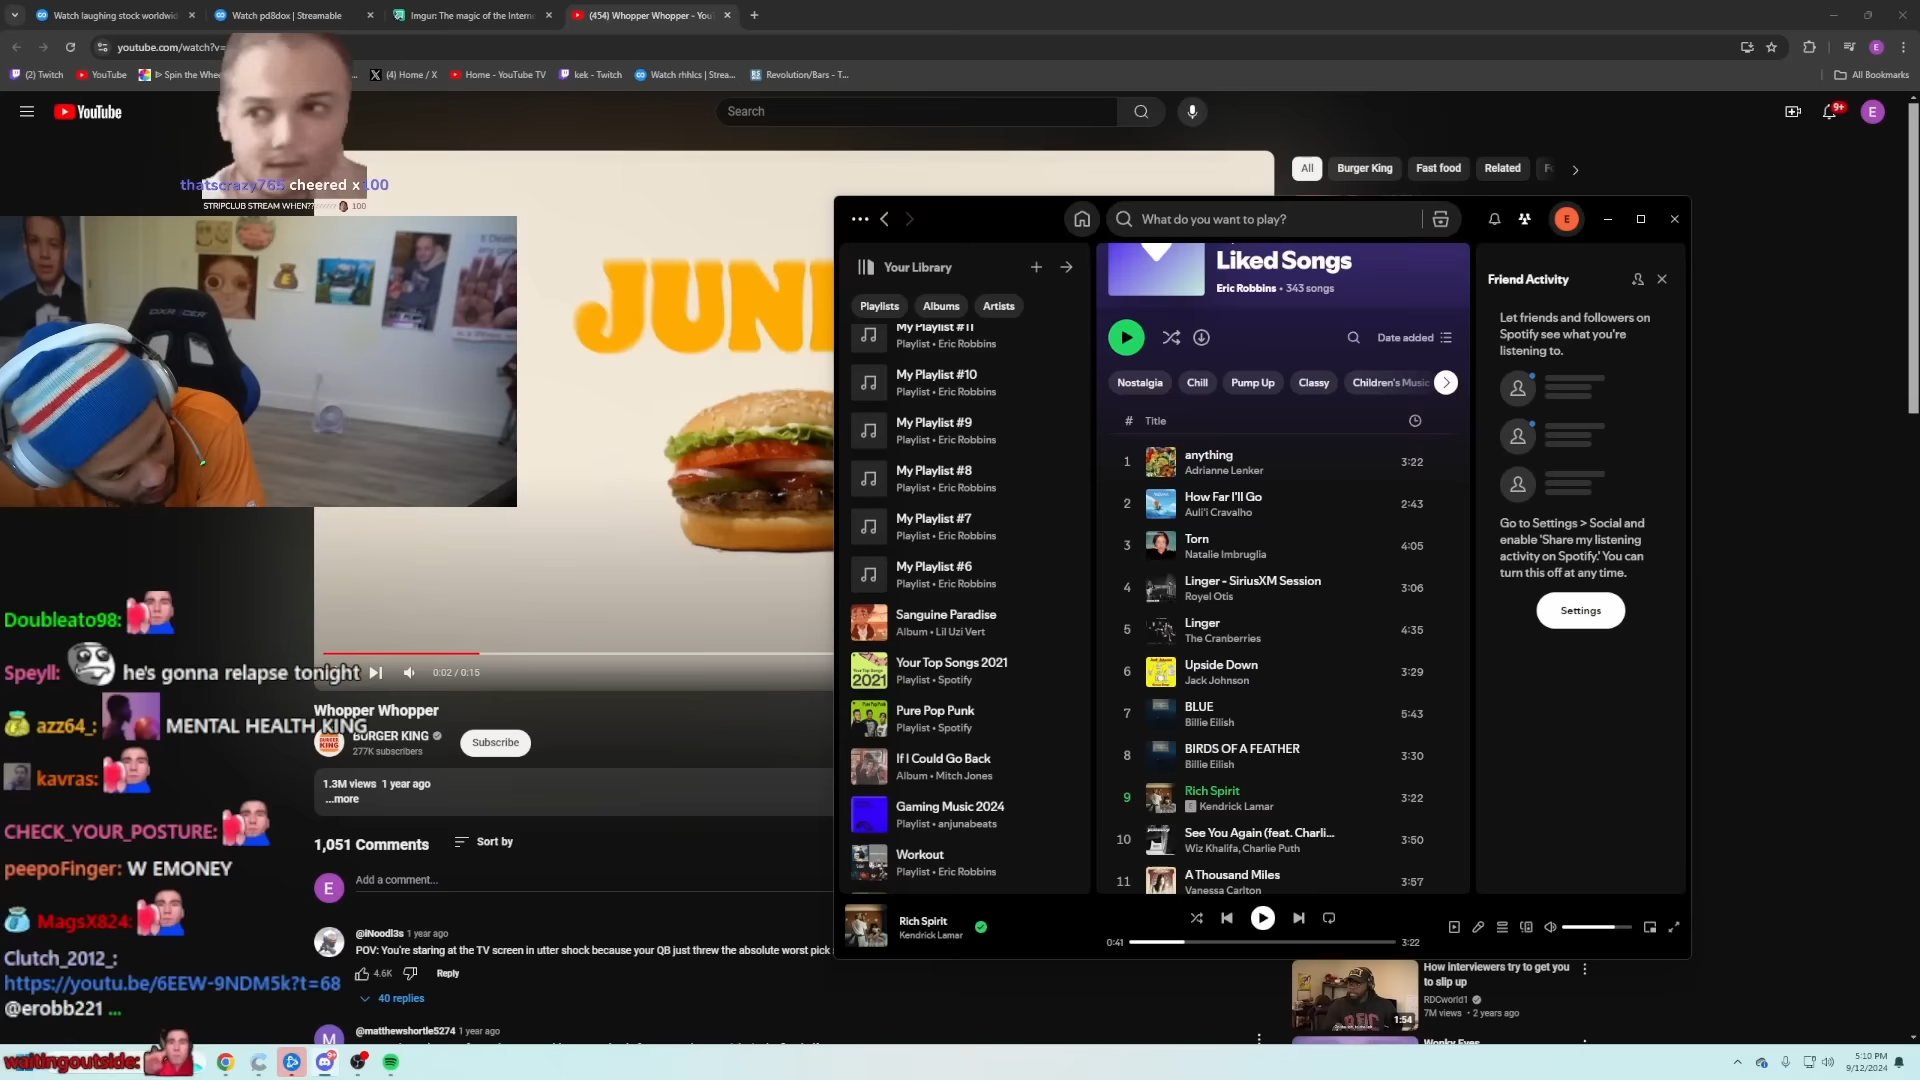 Watch laughing stock worldwid
Watch pd8dox | Streamable
Imgur: The magic of the Interne
(454) Whopper Whopper - You
youtube.com/watch?v=
(2) Twitch
YouTube
Spin the Whee
(4) Home / X
Home - YouTube TV
kek - Twitch
Watch rhhlcs | Strea...
Revolution/Bars - T...
All Bookmarks
YouTube
Search
9+
E
thatscrazy765 cheered x100
STRIPCLUB STREAM WHEN??
100
DXRACER
All
Burger King
Fast food
Related
JUN
0:02 / 0:15
Whopper Whopper
BURGER KING
277K subscribers
Subscribe
1.3M views 1 year ago
...more
1,051 Comments
Sort by
Add a comment...
@iNoodl3s 1 year ago
POV: You're staring at the TV screen in utter shock because your QB just threw the absolute worst pick
4.6K
Reply
40 replies
@matthewshortle5274 1 year ago
Doubleato98:
Speyll: he's gonna relapse tonight
azz64_: MENTAL HEALTH KING
kavras:
CHECK_YOUR_POSTURE:
peepoFinger: W EMONEY
MagsX824:
Clutch_2012_:
https://youtu.be/6EEW-9NDM5k?t=68
@erobb221 ...
waitingoutside:
What do you want to play?
E
Your Library
Playlists
Albums
Artists
My Playlist #11
Playlist • Eric Robbins
My Playlist #10
Playlist • Eric Robbins
My Playlist #9
Playlist • Eric Robbins
My Playlist #8
Playlist • Eric Robbins
My Playlist #7
Playlist • Eric Robbins
My Playlist #6
Playlist • Eric Robbins
Sanguine Paradise
Album • Lil Uzi Vert
Your Top Songs 2021
Playlist • Spotify
Pure Pop Punk
Playlist • Spotify
If I Could Go Back
Album • Mitch Jones
Gaming Music 2024
Playlist • anjunabeats
Workout
Playlist • Eric Robbins
Liked Songs
Eric Robbins • 343 songs
Date added
Nostalgia
Chill
Pump Up
Classy
Children's Music
# Title
1 anything 3:22
Adrianne Lenker
2 How Far I'll Go 2:43
Auli'i Cravalho
3 Torn 4:05
Natalie Imbruglia
4 Linger - SiriusXM Session 3:06
Royel Otis
5 Linger 4:35
The Cranberries
6 Upside Down 3:29
Jack Johnson
7 BLUE 5:43
Billie Eilish
8 BIRDS OF A FEATHER 3:30
Billie Eilish
9 Rich Spirit 3:22
E Kendrick Lamar
10 See You Again (feat. Charli... 3:50
Wiz Khalifa, Charlie Puth
11 A Thousand Miles 3:57
Vanessa Carlton
Friend Activity
Let friends and followers on
Spotify see what you're
listening to.
Go to Settings > Social and
enable 'Share my listening
activity on Spotify.' You can
turn this off at any time.
Settings
Rich Spirit
Kendrick Lamar
0:41
3:22
How interviewers try to get you
to slip up
RDCworld1
7M views • 2 years ago
1:54
Wonky Eyes
5:10 PM
9/12/2024